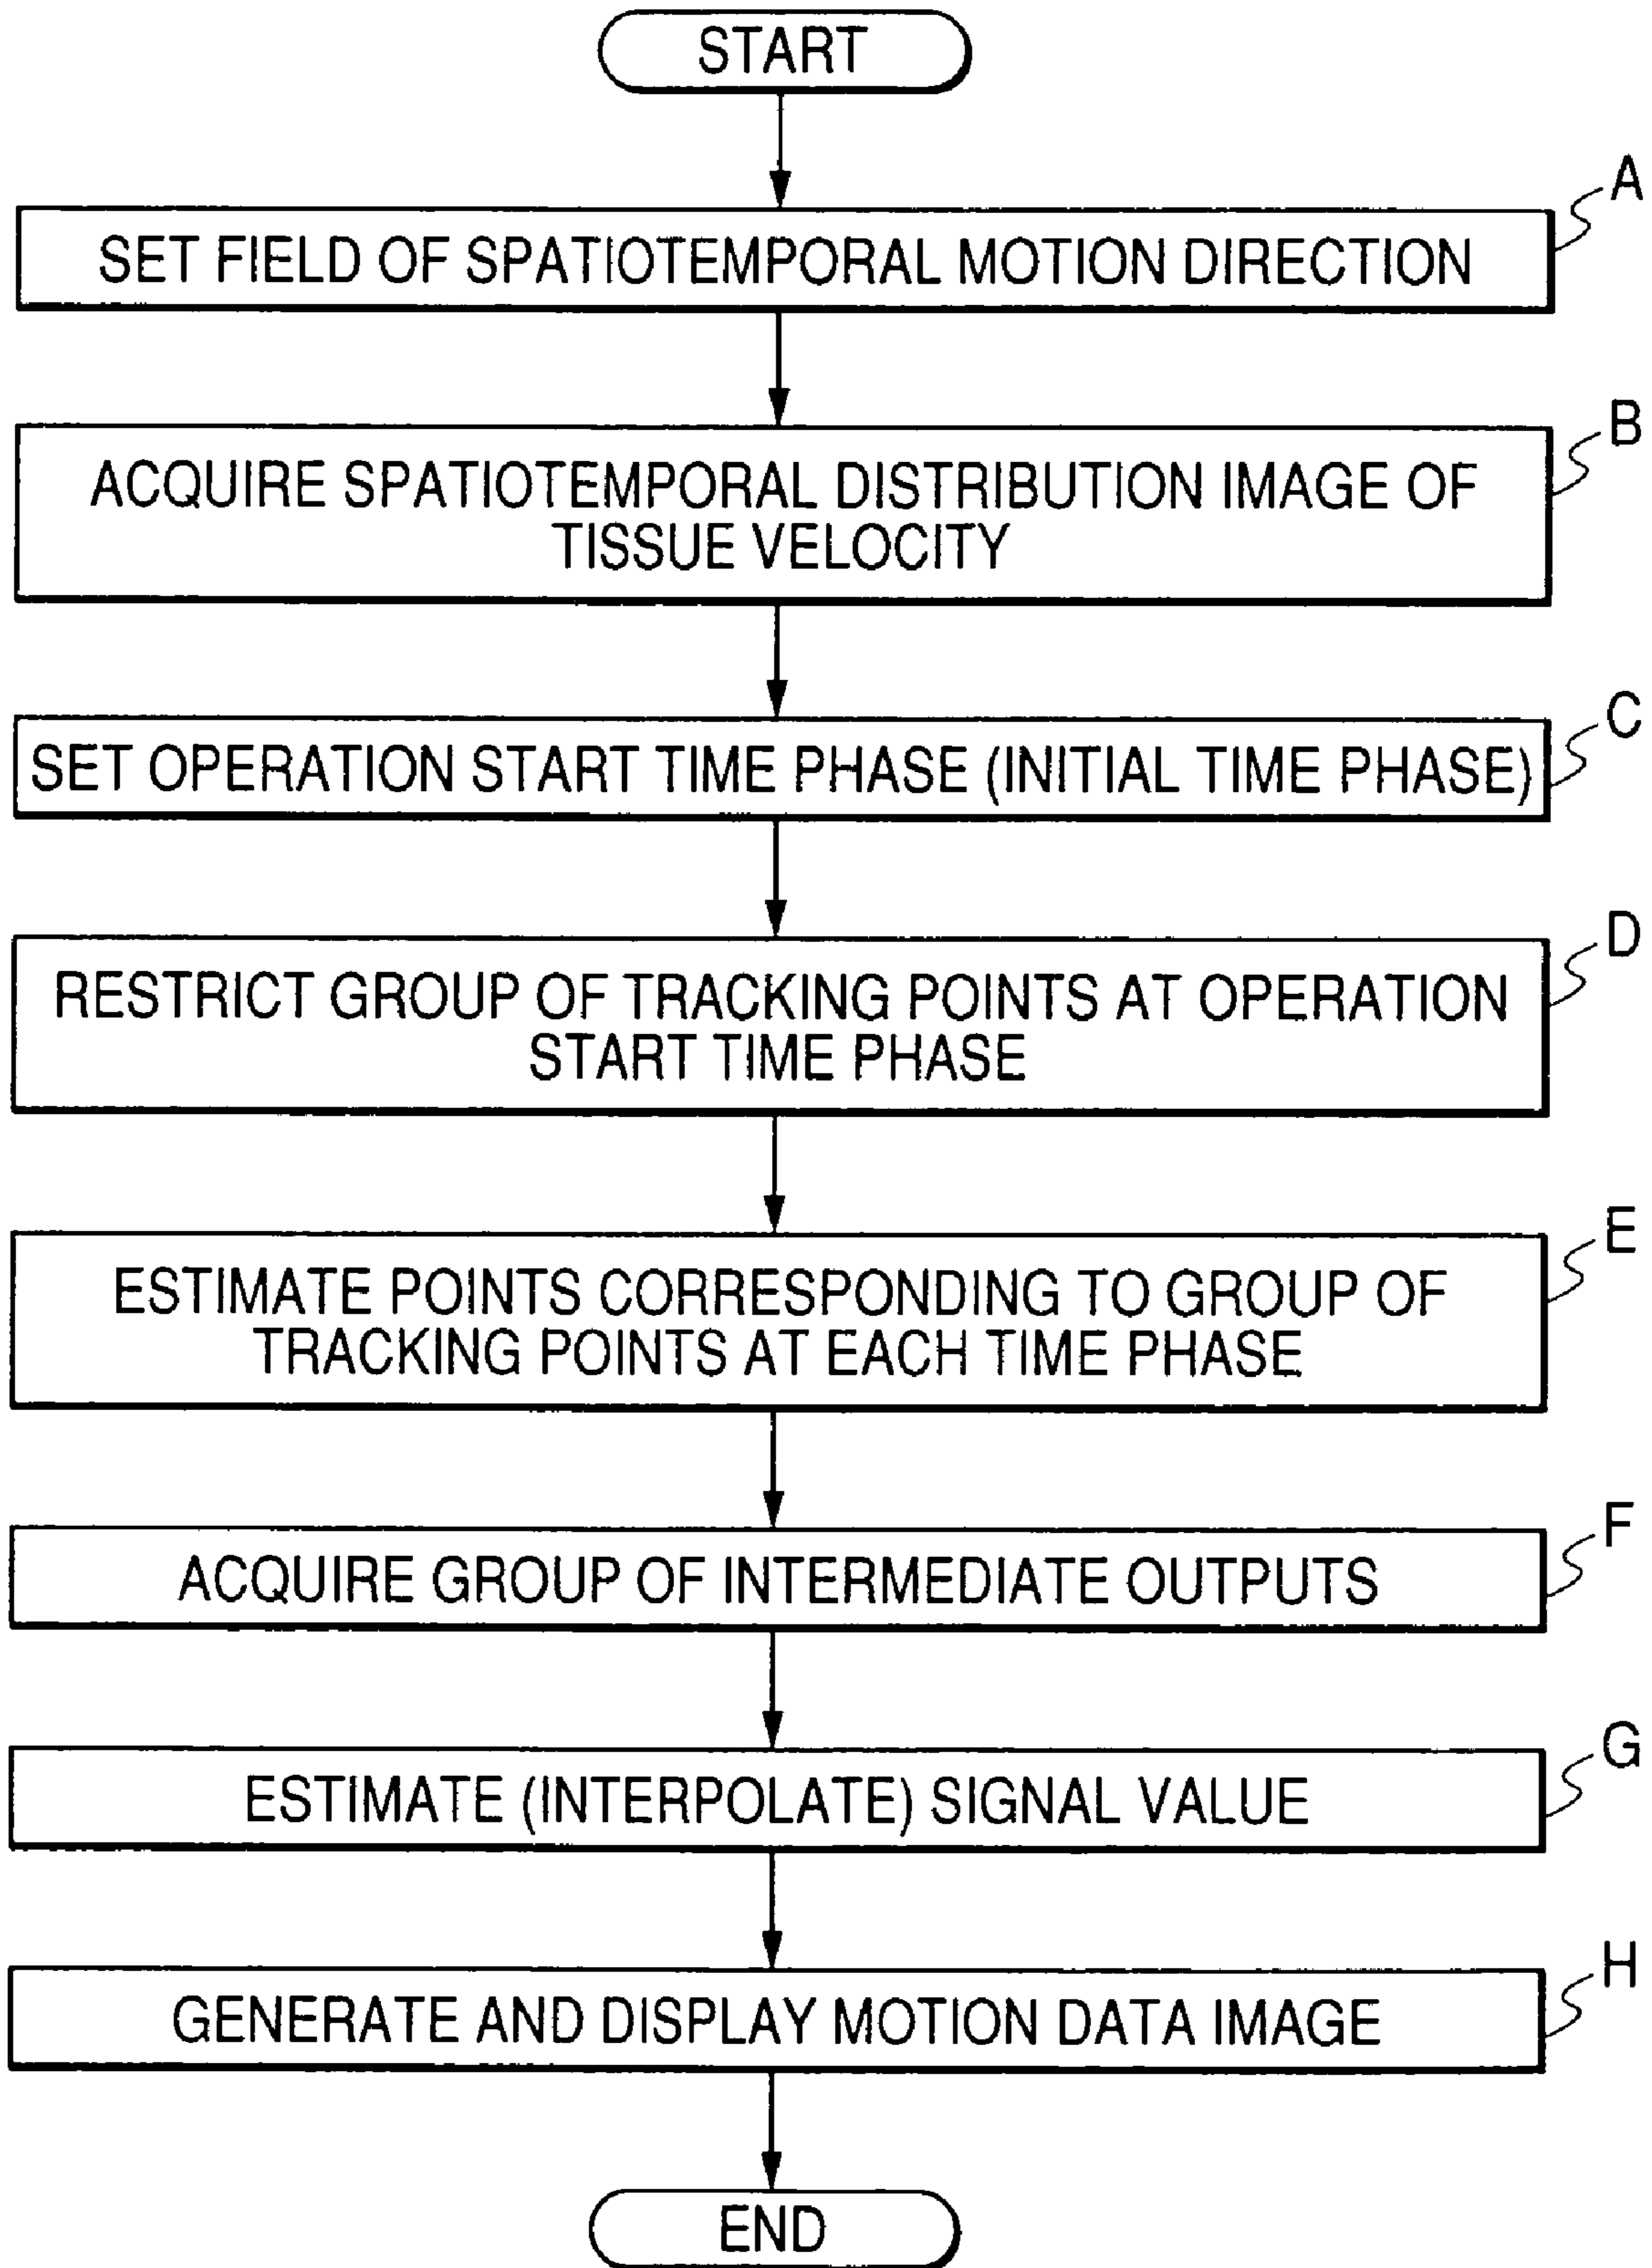 START
A
SET FIELD OF SPATIOTEMPORAL MOTION DIRECTION
B
ACQUIRE SPATIOTEMPORAL DISTRIBUTION IMAGE OF
TISSUE VELOCITY
C
SET OPERATION START TIME PHASE (INITIAL TIME PHASE)
D
RESTRICT GROUP OF TRACKING POINTS AT OPERATION
START TIME PHASE
E
ESTIMATE POINTS CORRESPONDING TO GROUP OF
TRACKING POINTS AT EACH TIME PHASE
F
ACQUIRE GROUP OF INTERMEDIATE OUTPUTS
G
ESTIMATE (INTERPOLATE) SIGNAL VALUE
H
GENERATE AND DISPLAY MOTION DATA IMAGE
END